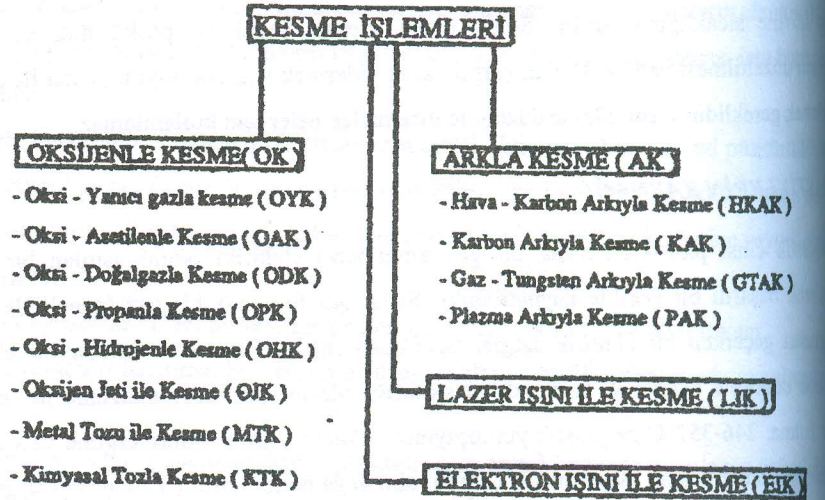 KESME İŞLEMLERİ
OKSİJENLE KESME( OK )
- Oksi - Yanıcı gazla kesme ( OYK )
- Oksi - Asetilenle Kesme ( OAK )
- Oksi - Doğalgazla Kesme ( ODK )
- Oksi - Propanla Kesme ( OPK )
- Oksi - Hidrojenle Kesme ( OHK )
- Oksijen Jeti ile Kesme ( OJK )
- Metal Tozu ile Kesme ( MTK )
- Kimyasal Tozla Kesme ( KTK )
ARKLA KESME ( AK )
- Hava - Karbon Arkıyla Kesme ( HKAK )
- Karbon Arkıyla Kesme ( KAK )
- Gaz - Tungsten Arkıyla Kesme ( GTAK )
- Plazma Arkıyla Kesme ( PAK )
LAZER IŞINI İLE KESME ( LIK )
ELEKTRON IŞINI İLE KESME ( EIK )